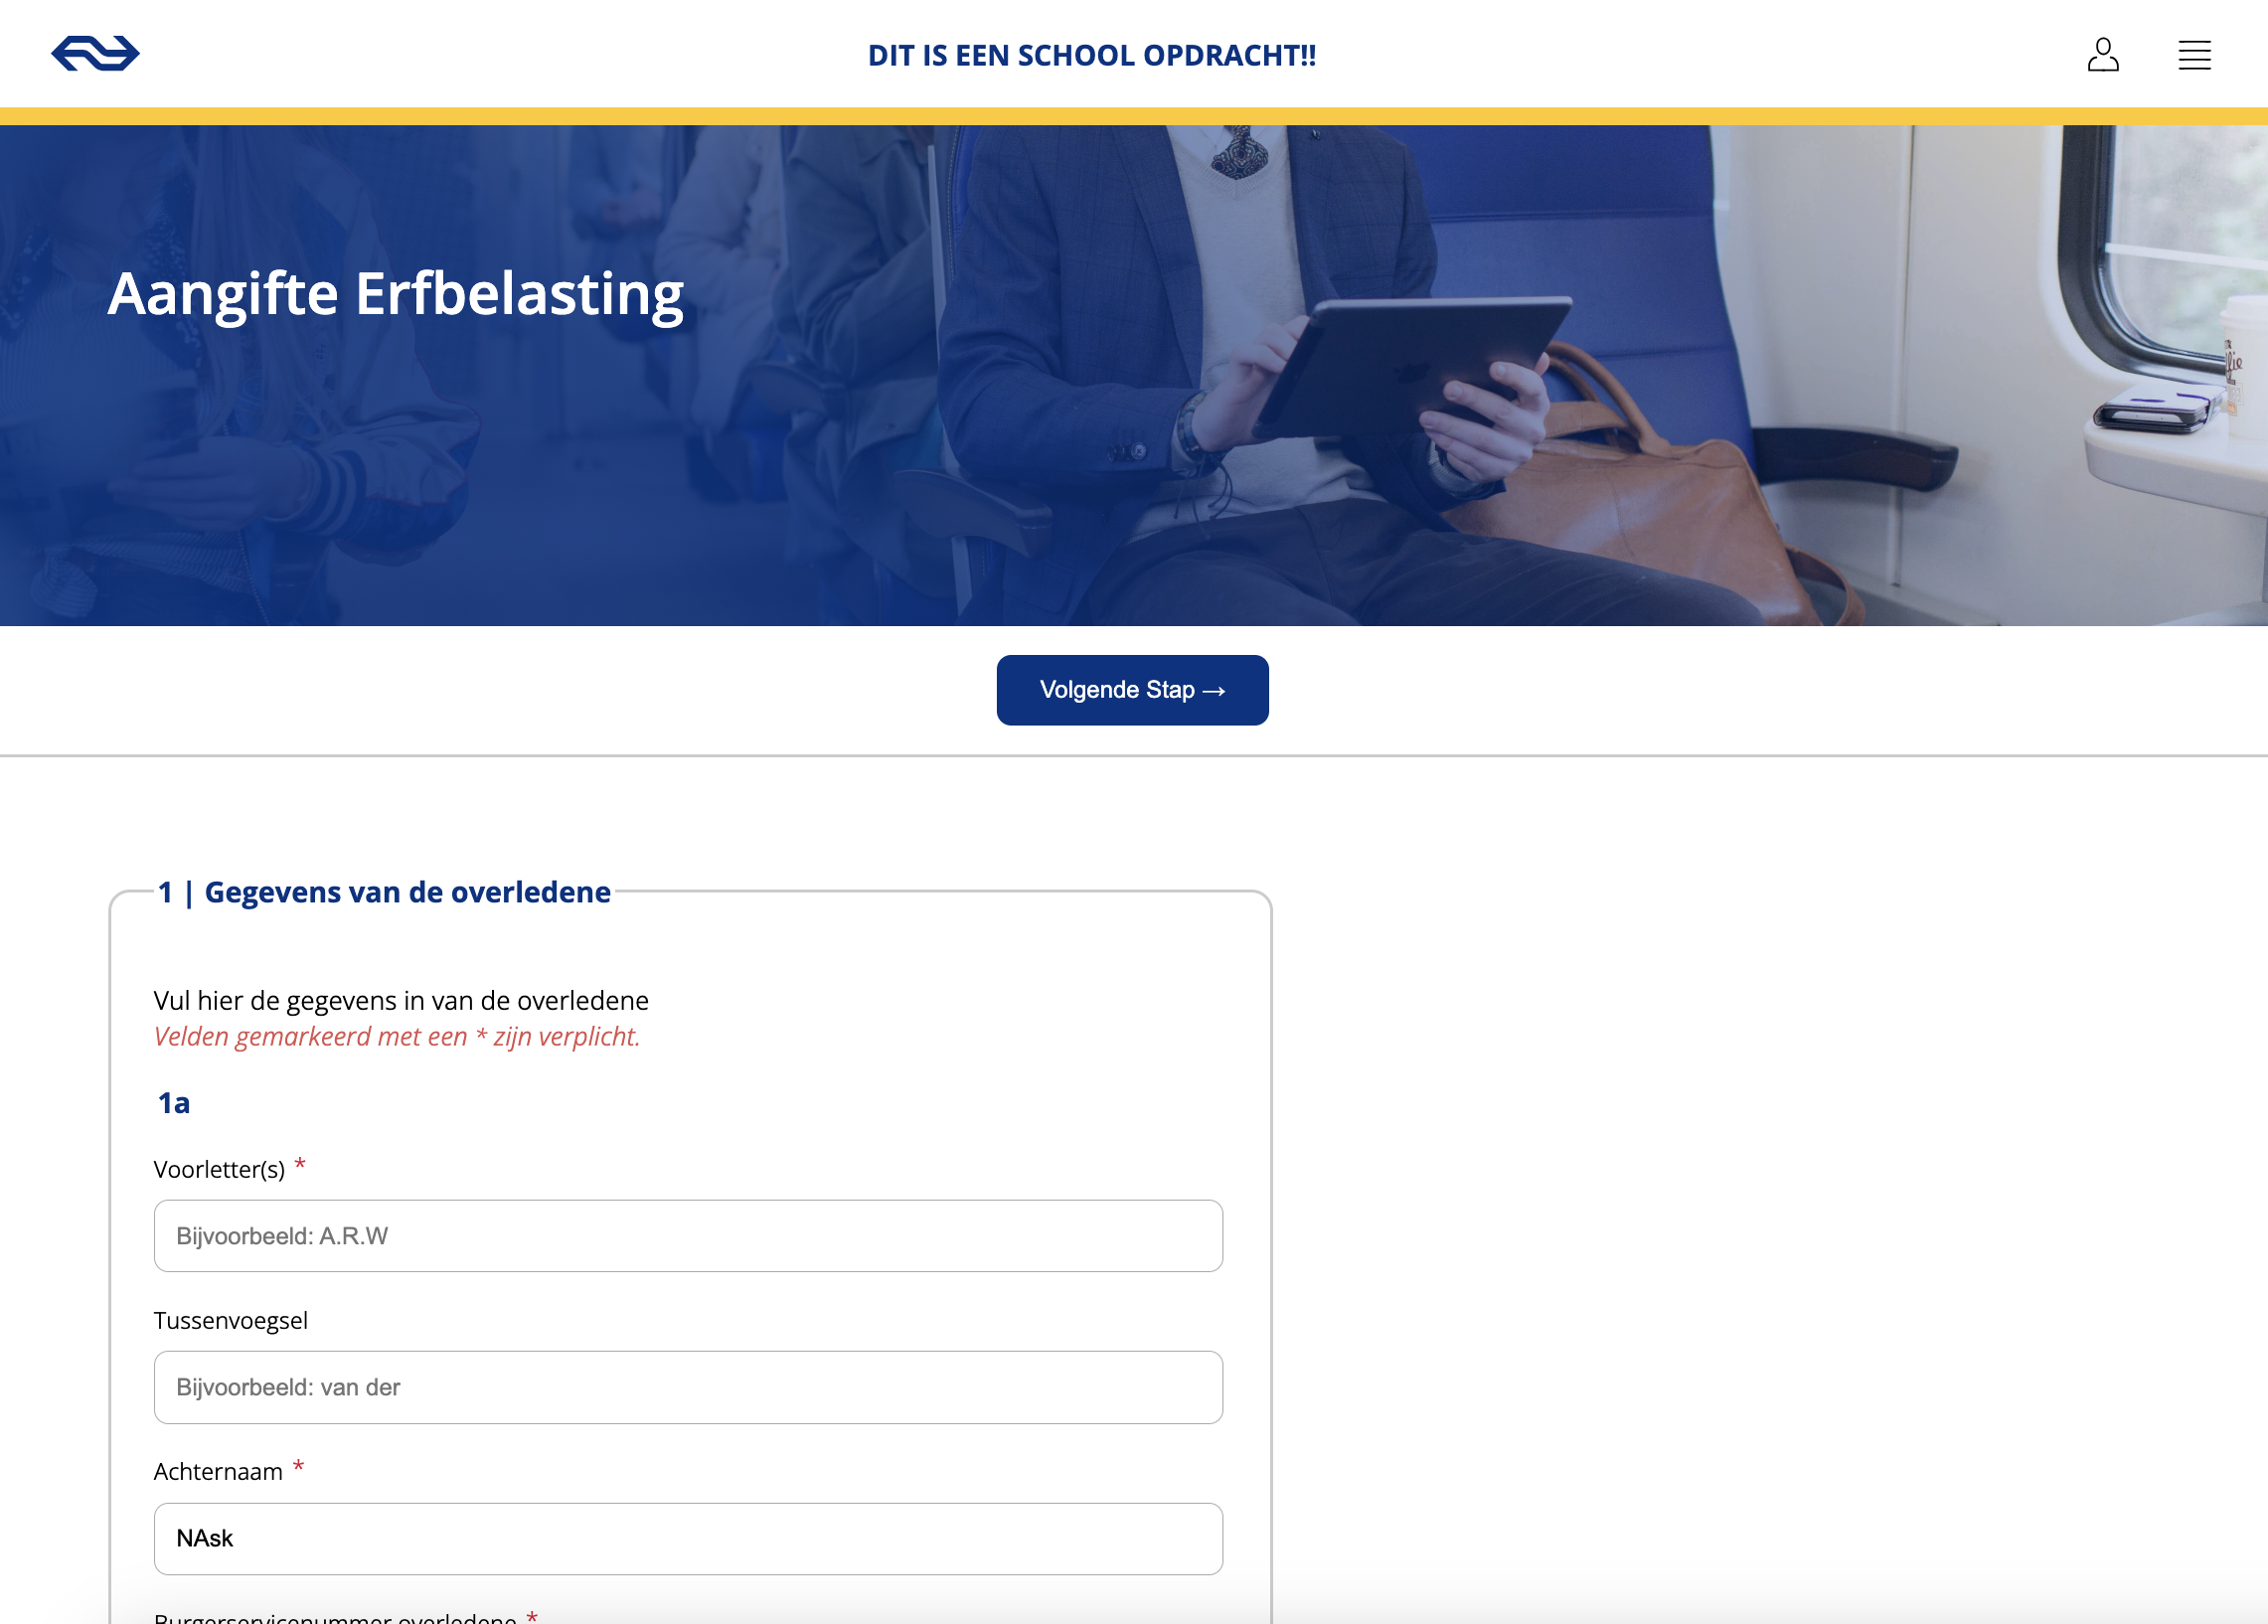 DIT IS EEN SCHOOL OPDRACHT!!
Aangifte Erfbelasting
Volgende Stap →
1 | Gegevens van de overledene
Vul hier de gegevens in van de overledene
Velden gemarkeerd met een * zijn verplicht.
1a
Voorletter(s) *
Bijvoorbeeld: A.R.W
Tussenvoegsel
Bijvoorbeeld: van der
Achternaam *
NAsk
Burgerservicenummer overledene *